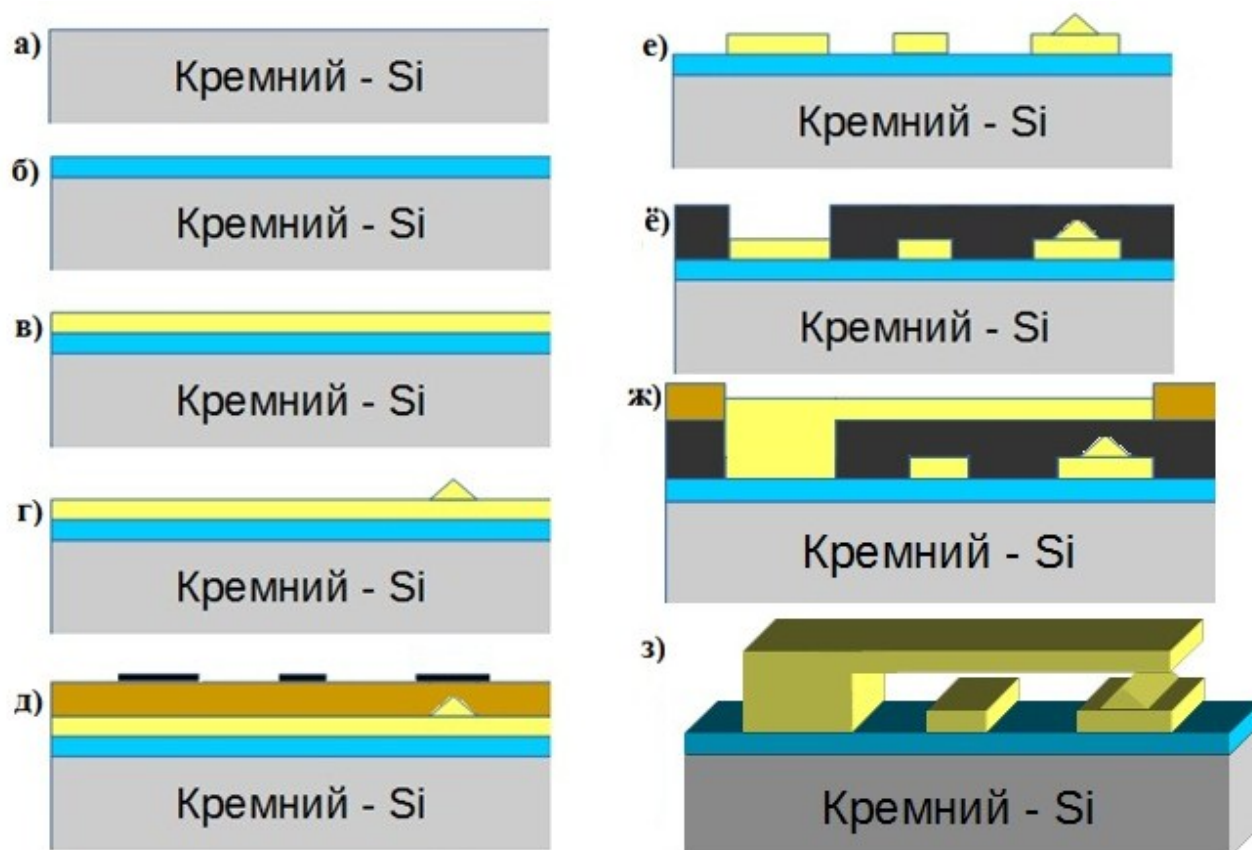 а)
Кремний - Si
б)
Кремний - Si
в)
Кремний - Si
г)
Кремний - Si
д)
Кремний - Si
е)
Кремний - Si
ё)
Кремний - Si
ж)
Кремний - Si
з)
Кремний - Si